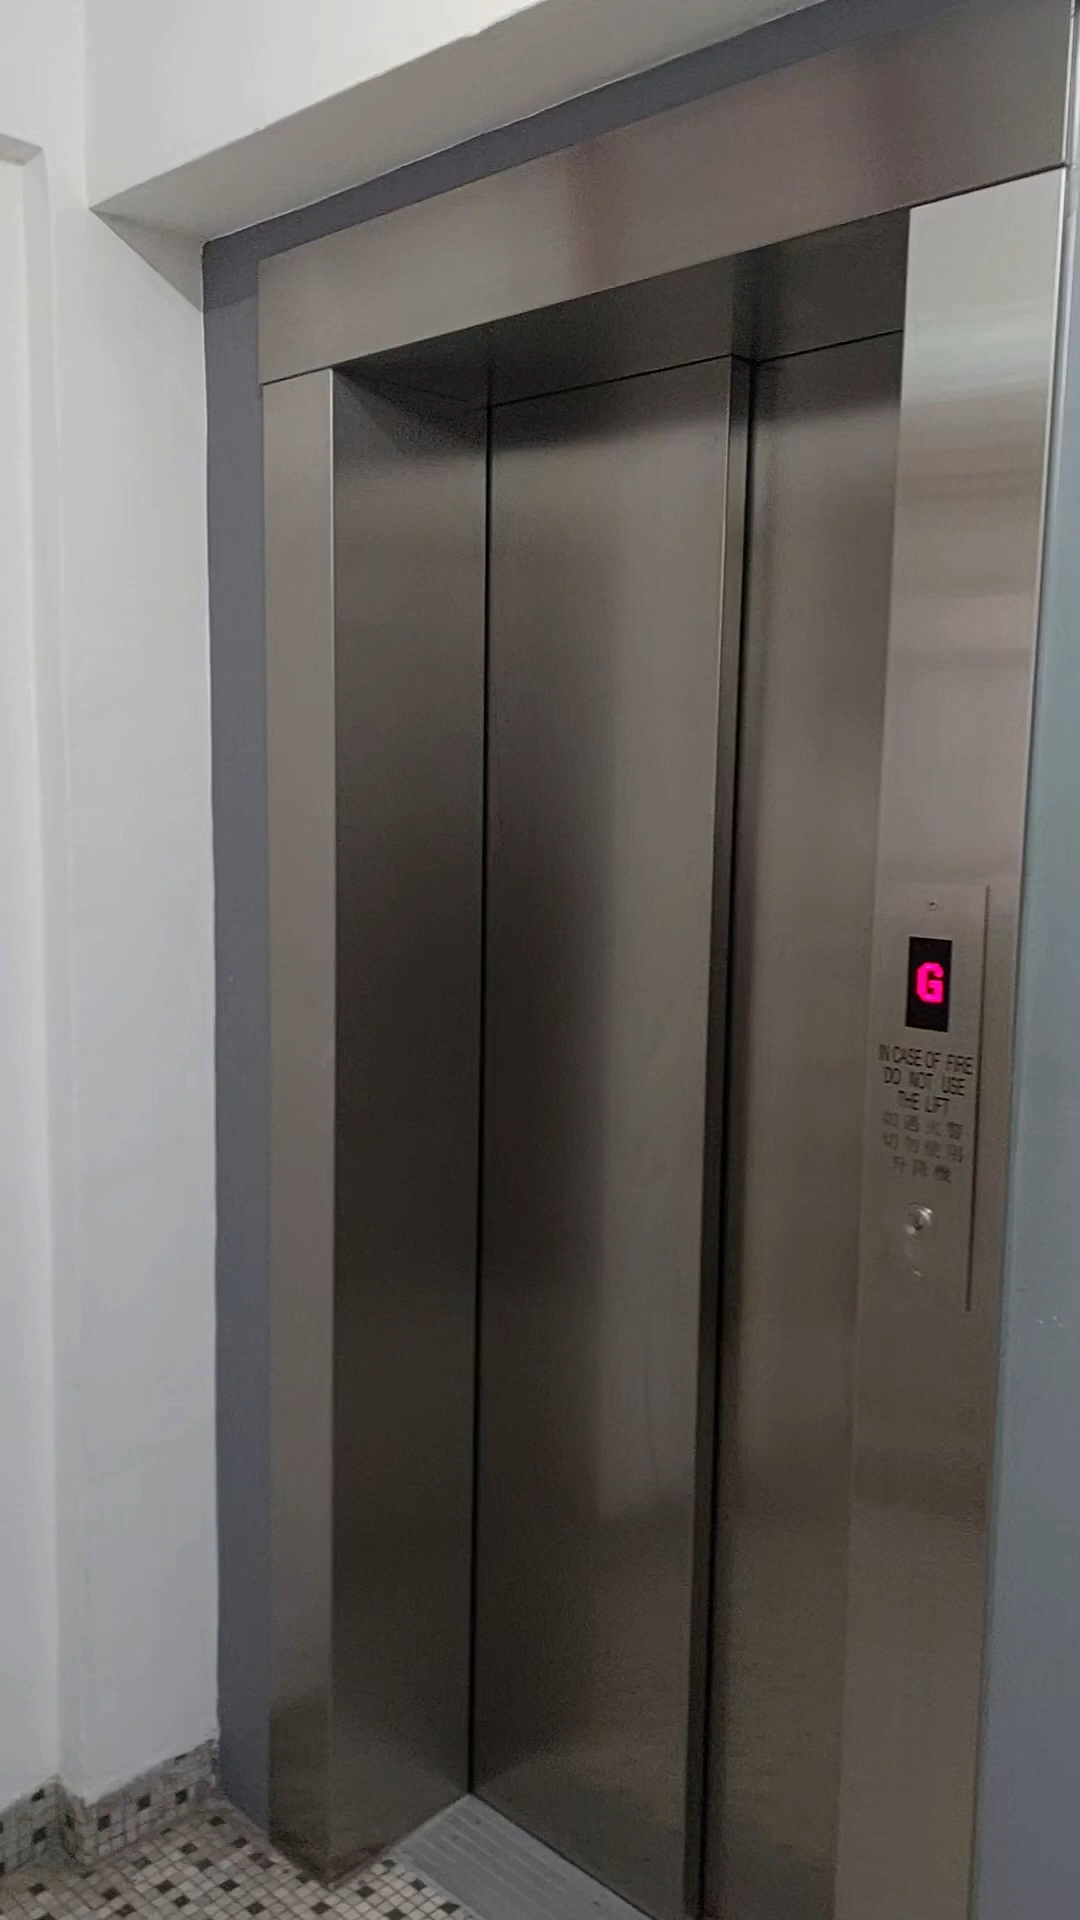 G
IN CASE OF FIRE
DO NOT USE
THE LIFT
如遇火警
切勿使用
升降機